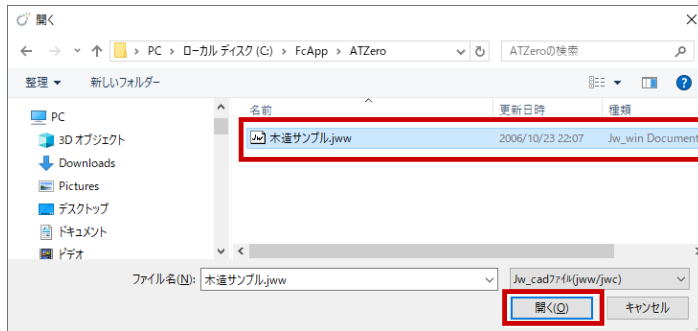 開く
PC › ローカル ディスク (C:) › FcApp › ATZero
ATZeroの検索
整理
新しいフォルダー
名前
更新日時
種類
PC
3D オブジェクト
Downloads
Pictures
デスクトップ
ドキュメント
ビデオ
Jw
木造サンプル.jww
2006/10/23 22:07
Jw_win Document
ファイル名(N):
木造サンプル.jww
Jw_cadファイル(jww/jwc)
開く(O)
キャンセル